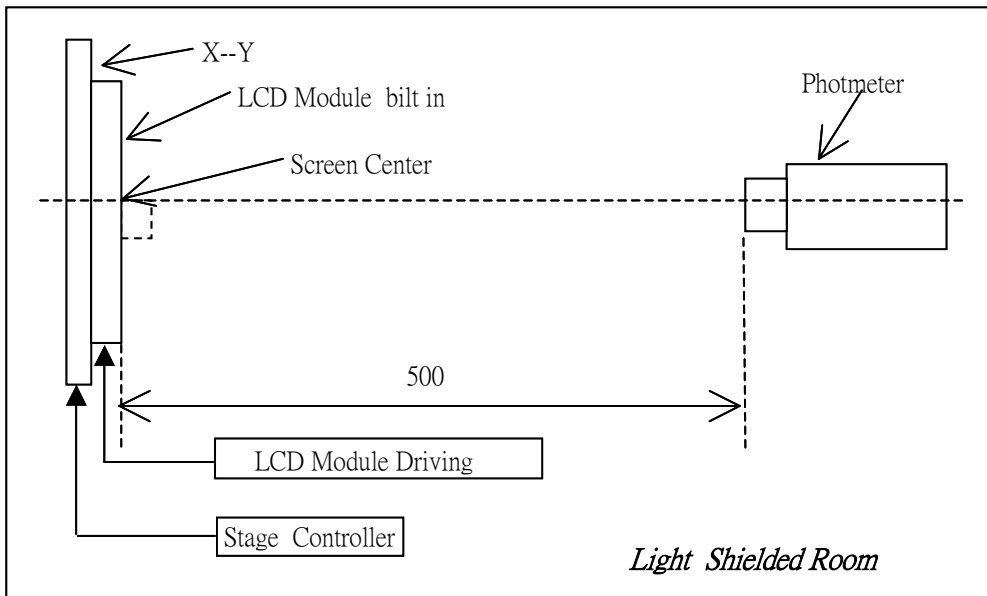 X--Y
LCD Module bilt in
Photmeter
Screen Center
500
LCD Module Driving
Stage Controller
Light Shielded Room